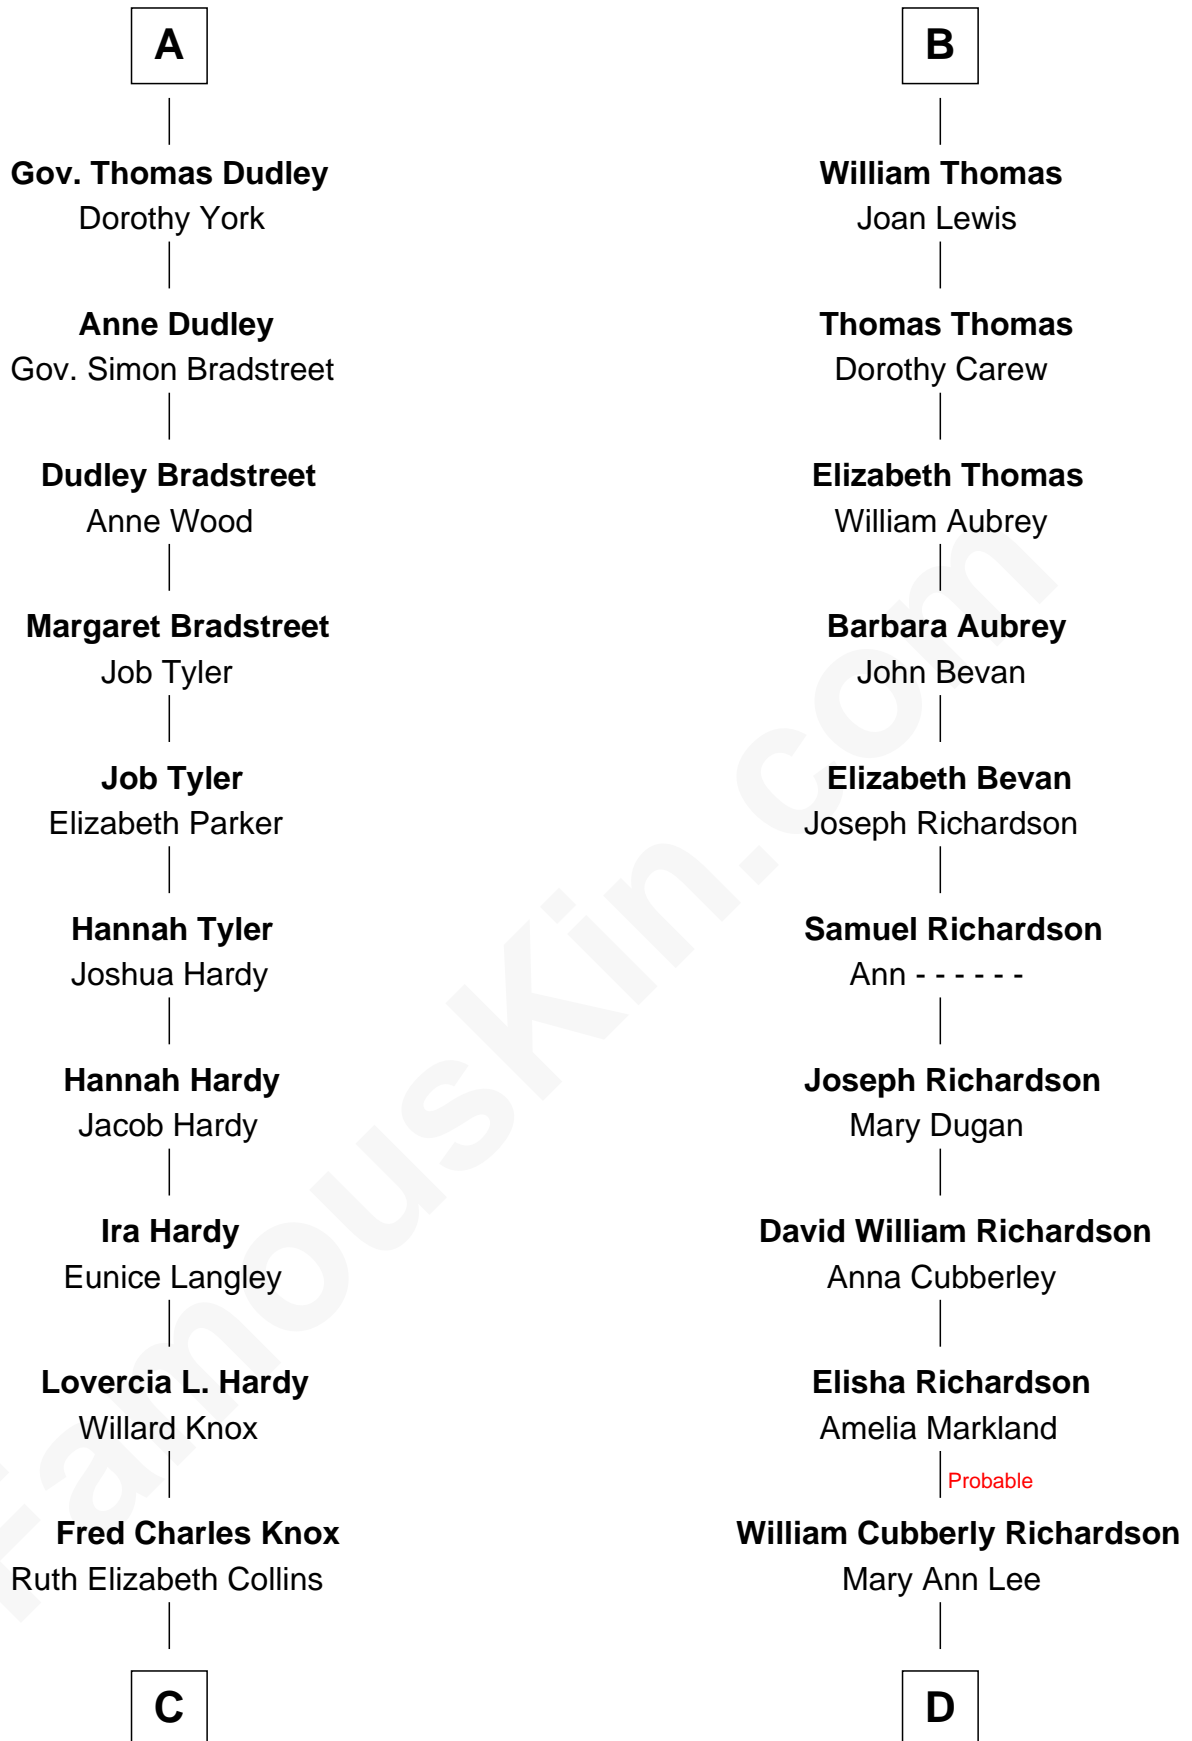 A
Gov. Thomas Dudley
Dorothy York
Anne Dudley
Gov. Simon Bradstreet
Dudley Bradstreet
Anne Wood
Margaret Bradstreet
Job Tyler
Job Tyler
Elizabeth Parker
Hannah Tyler
Joshua Hardy
Hannah Hardy
Jacob Hardy
Ira Hardy
Eunice Langley
Lovercia L. Hardy
Willard Knox
Fred Charles Knox
Ruth Elizabeth Collins
C
B
William Thomas
Joan Lewis
Thomas Thomas
Dorothy Carew
Elizabeth Thomas
William Aubrey
Barbara Aubrey
John Bevan
Elizabeth Bevan
Joseph Richardson
Samuel Richardson
Ann - - - - - -
Joseph Richardson
Mary Dugan
David William Richardson
Anna Cubberley
Elisha Richardson
Amelia Markland
Probable
William Cubberly Richardson
Mary Ann Lee
D
FamousKin.com